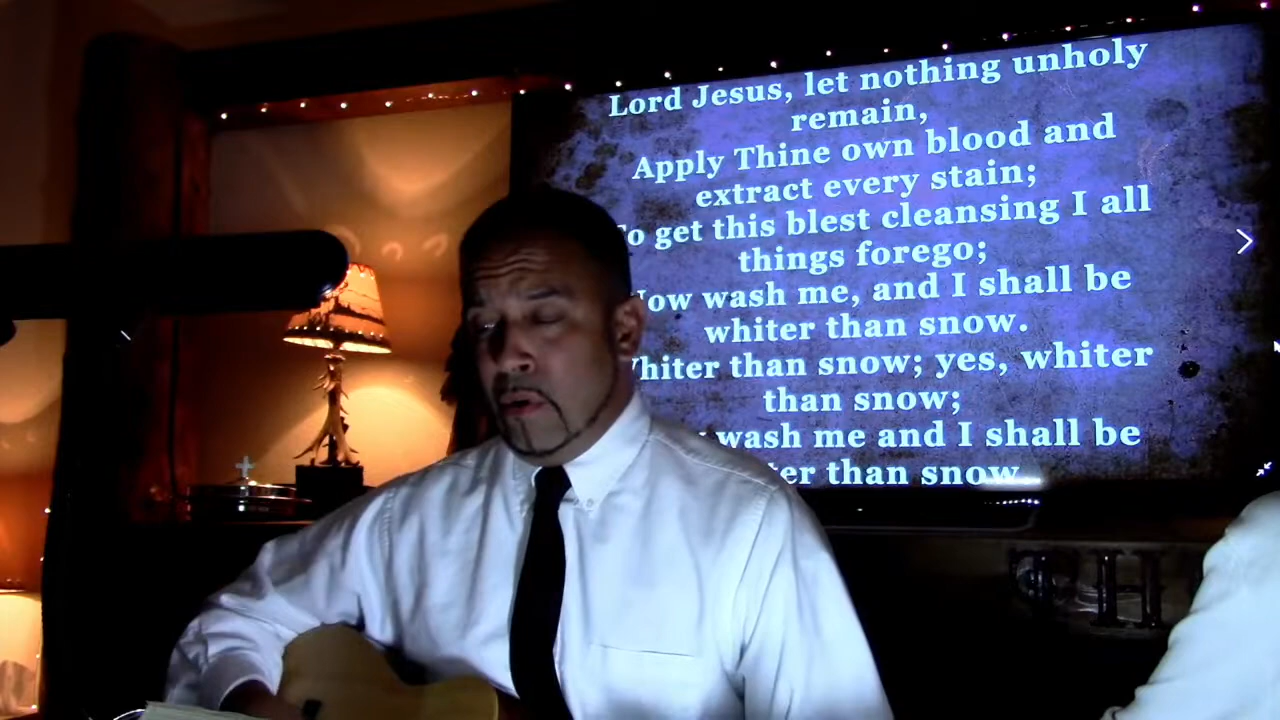 Lord Jesus, let nothing unholy
remain,
Apply Thine own blood and
extract every stain;
get this blest cleansing I all
things forego;
wash me, and I shall be
whiter than snow.
than snow; yes, whiter
than snow;
wash me and I shall be
than snow.
TH